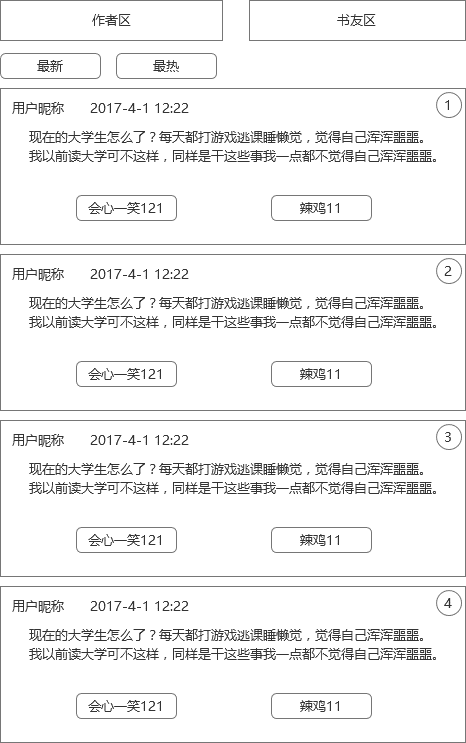 作者区
书友区
最新
最热
用户昵称 2017-4-1 12:22
1
现在的大学生怎么了？每天都打游戏逃课睡懒觉，觉得自己浑浑噩噩。
我以前读大学可不这样，同样是干这些事我一点都不觉得自己浑浑噩噩。
会心一笑121
辣鸡11
用户昵称 2017-4-1 12:22
2
现在的大学生怎么了？每天都打游戏逃课睡懒觉，觉得自己浑浑噩噩。
我以前读大学可不这样，同样是干这些事我一点都不觉得自己浑浑噩噩。
会心一笑121
辣鸡11
用户昵称 2017-4-1 12:22
3
现在的大学生怎么了？每天都打游戏逃课睡懒觉，觉得自己浑浑噩噩。
我以前读大学可不这样，同样是干这些事我一点都不觉得自己浑浑噩噩。
会心一笑121
辣鸡11
用户昵称 2017-4-1 12:22
4
现在的大学生怎么了？每天都打游戏逃课睡懒觉，觉得自己浑浑噩噩。
我以前读大学可不这样，同样是干这些事我一点都不觉得自己浑浑噩噩。
会心一笑121
辣鸡11